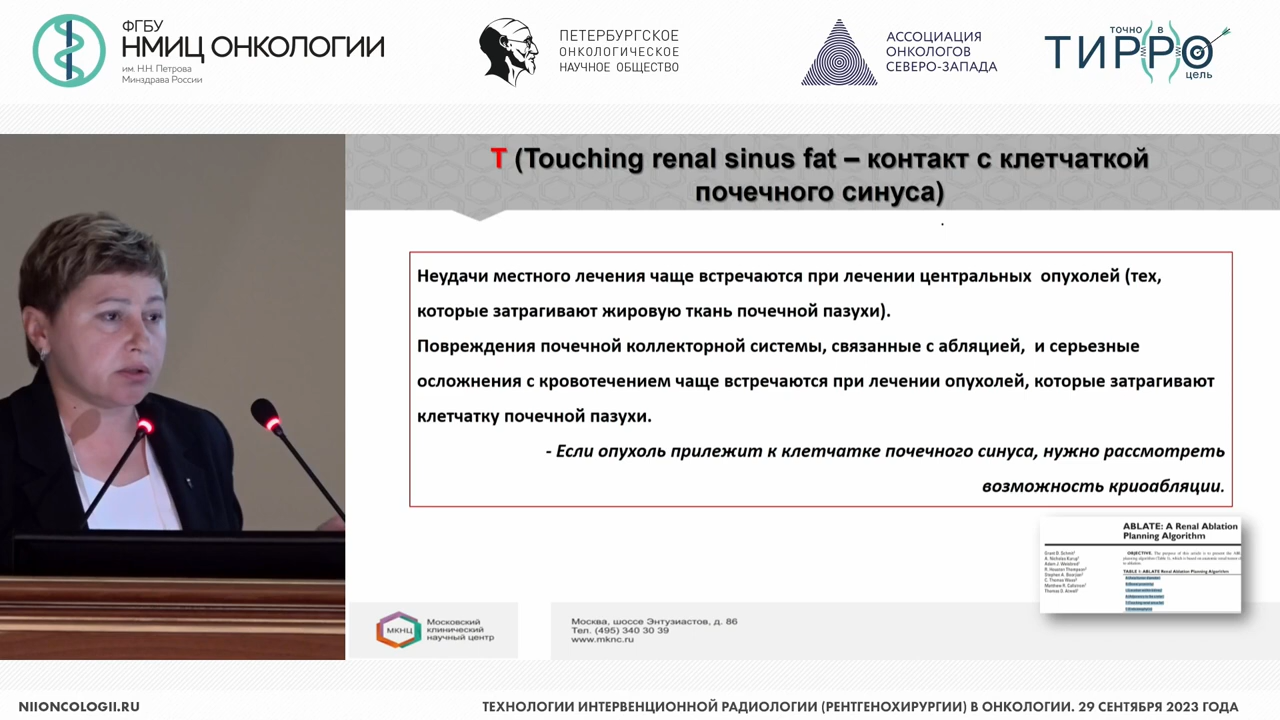 ФГБУ
НМИЦ ОНКОЛОГИИ
им. Н.Н. Петрова
Минздрава России
ПЕТЕРБУРГСКОЕ
ОНКОЛОГИЧЕСКОЕ
НАУЧНОЕ ОБЩЕСТВО
АССОЦИАЦИЯ
ОНКОЛОГОВ
СЕВЕРО-ЗАПАДА
ТОЧНО В
ТИРРО
цель
T (Touching renal sinus fat – контакт с клетчаткой
почечного синуса)
Неудачи местного лечения чаще встречаются при лечении центральных опухолей (тех,
которые затрагивают жировую ткань почечной пазухи).
Повреждения почечной коллекторной системы, связанные с абляцией, и серьезные
осложнения с кровотечением чаще встречаются при лечении опухолей, которые затрагивают
клетчатку почечной пазухи.
- Если опухоль прилежит к клетчатке почечного синуса, нужно рассмотреть
возможность криоабляции.
ABLATE: A Renal Ablation
Planning Algorithm
МКНЦ
Московский
клинический
научный центр
Москва, шоссе Энтузиастов, д. 86
Тел. (495) 340 30 39
www.mknc.ru
NIIONCOLOGII.RU
ТЕХНОЛОГИИ ИНТЕРВЕНЦИОННОЙ РАДИОЛОГИИ (РЕНТГЕНОХИРУРГИИ) В ОНКОЛОГИИ. 29 СЕНТЯБРЯ 2023 ГОДА